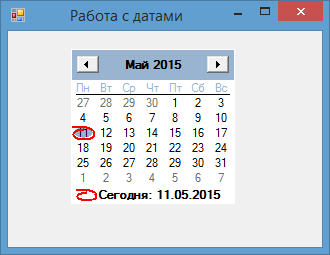 Работа с датами
Май 2015
Пн Вт Ср Чт Пт Сб Вс
27 28 29 30 1 2 3
4 5 6 7 8 9 10
11 12 13 14 15 16 17
18 19 20 21 22 23 24
25 26 27 28 29 30 31
1 2 3 4 5 6 7
Сегодня: 11.05.2015